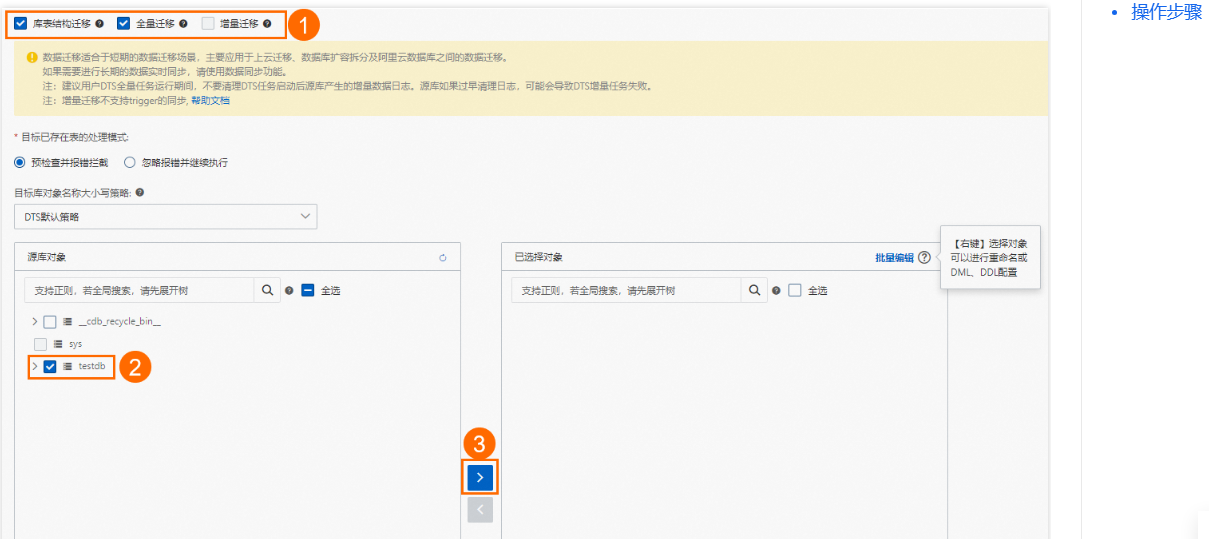 库表结构迁移 全量迁移 增量迁移 1
操作步骤
数据迁移适合于短期的数据迁移场景，主要应用于上云迁移、数据库扩容拆分及阿里云数据库之间的数据迁移。
如果需要进行长期的数据实时同步，请使用数据同步功能。
注：建议用户DTS全量任务运行期间，不要清理DTS任务启动后源库产生的增量数据日志。源库如果过早清理日志，可能会导致DTS增量任务失败。
注：增量迁移不支持trigger的同步, 帮助文档
* 目标已存在表的处理模式:
预检查并报错拦截 忽略报错并继续执行
目标库对象名称大小写策略:
DTS默认策略
源库对象
支持正则，若全局搜索，请先展开树 全选
__cdb_recycle_bin__
sys
testdb 2
3
已选择对象 批量编辑
支持正则，若全局搜索，请先展开树 全选
【右键】选择对象
可以进行重命名或
DML、DDL配置